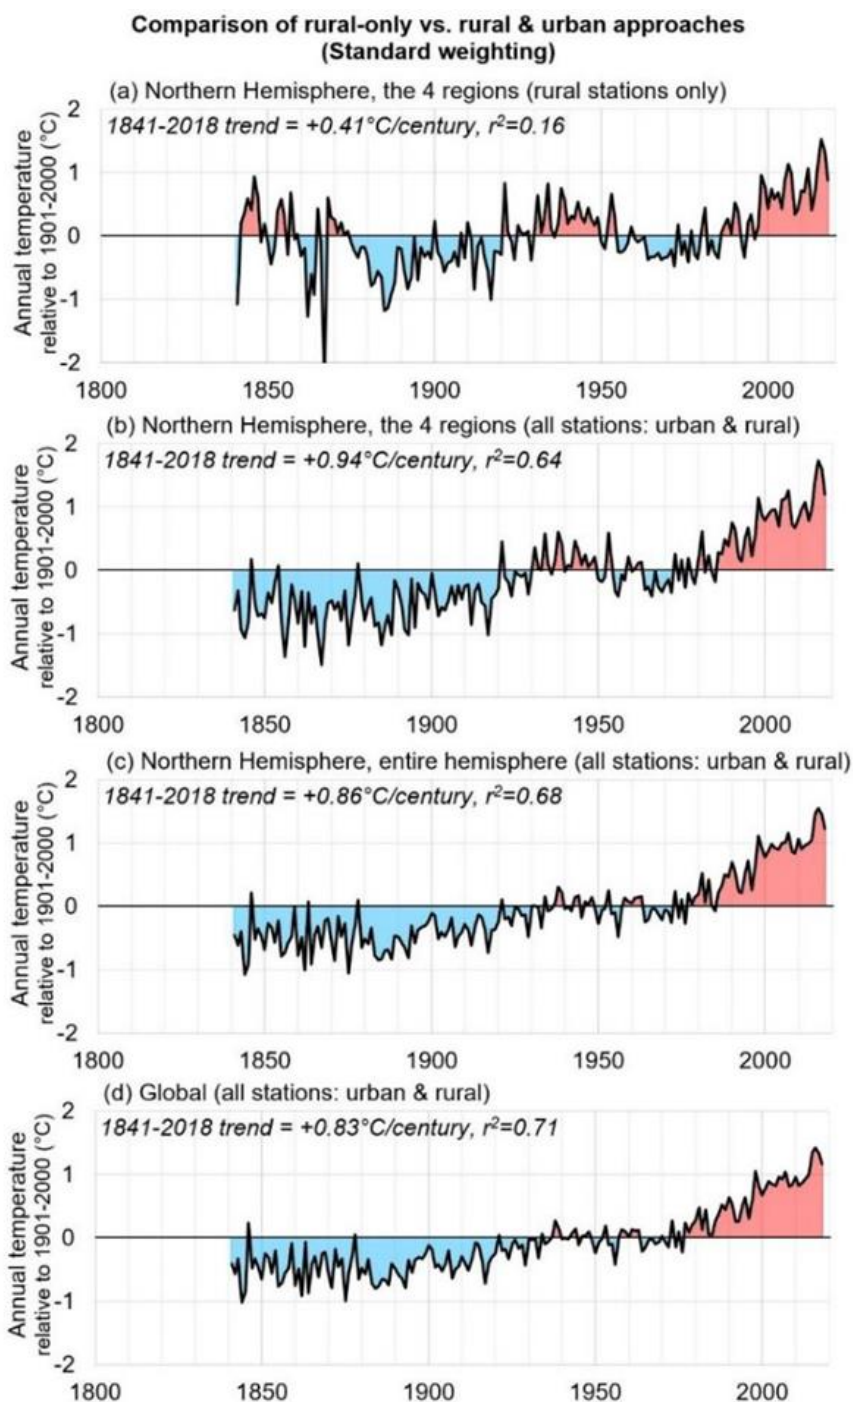 Comparison of rural-only vs. rural & urban approaches
(Standard weighting)
(a) Northern Hemisphere, the 4 regions (rural stations only)
1841-2018 trend = +0.41°C/century, r²=0.16
Annual temperature
relative to 1901-2000 (°C)
2
1
0
-1
-2
1800 1850 1900 1950 2000
(b) Northern Hemisphere, the 4 regions (all stations: urban & rural)
1841-2018 trend = +0.94°C/century, r²=0.64
Annual temperature
relative to 1901-2000 (°C)
2
1
0
-1
-2
1800 1850 1900 1950 2000
(c) Northern Hemisphere, entire hemisphere (all stations: urban & rural)
1841-2018 trend = +0.86°C/century, r²=0.68
Annual temperature
relative to 1901-2000 (°C)
2
1
0
-1
-2
1800 1850 1900 1950 2000
(d) Global (all stations: urban & rural)
1841-2018 trend = +0.83°C/century, r²=0.71
Annual temperature
relative to 1901-2000 (°C)
2
1
0
-1
-2
1800 1850 1900 1950 2000